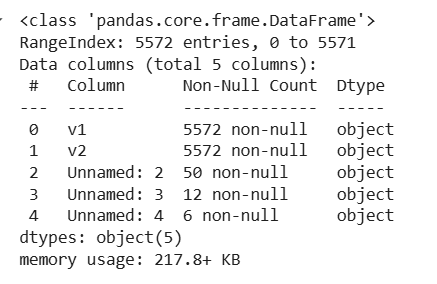 <class 'pandas.core.frame.DataFrame'>
RangeIndex: 5572 entries, 0 to 5571
Data columns (total 5 columns):
 #   Column      Non-Null Count  Dtype
---  ------      --------------  -----
 0   v1          5572 non-null   object
 1   v2          5572 non-null   object
 2   Unnamed: 2  50 non-null     object
 3   Unnamed: 3  12 non-null     object
 4   Unnamed: 4  6 non-null      object
dtypes: object(5)
memory usage: 217.8+ KB